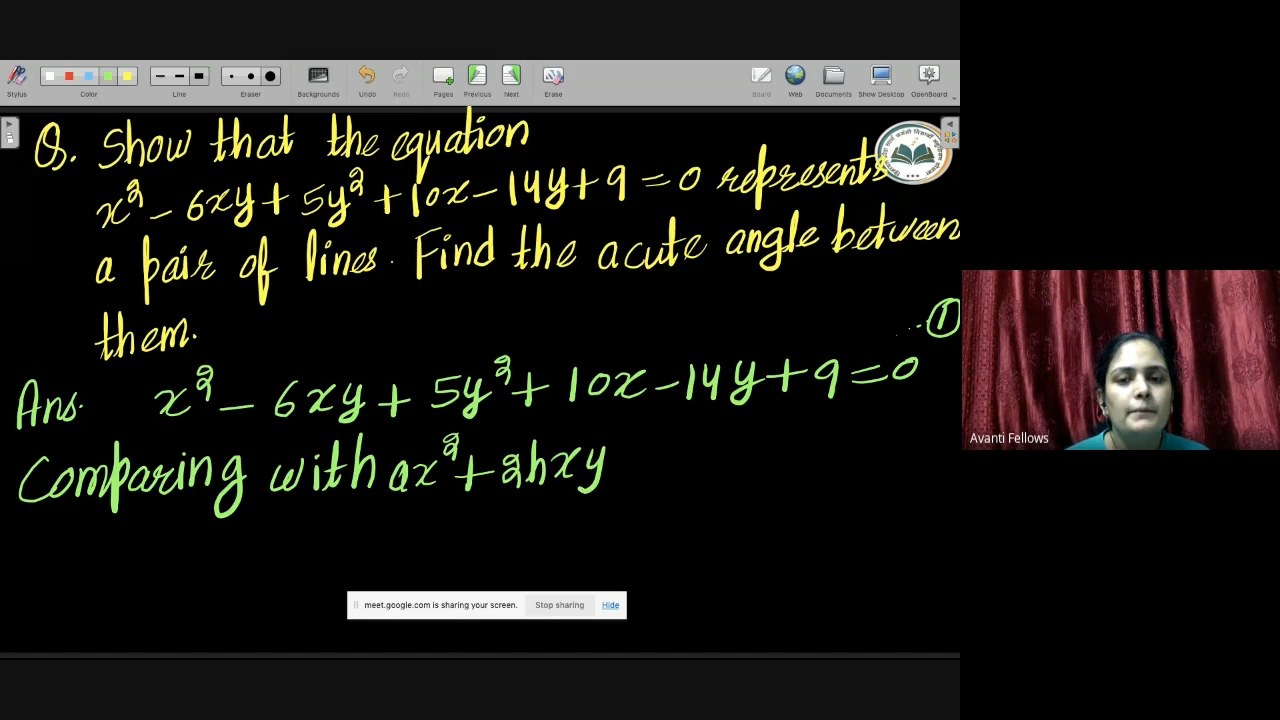 Stylus Color Line Eraser Backgrounds Undo Redo Pages Previous Next Erase Board Web Documents Show Desktop OpenBoard
Q. Show that the equation
x² - 6xy + 5y² + 10x - 14y + 9 = 0 represents
a pair of lines. Find the acute angle between
them.
... ①
Ans. x² - 6xy + 5y² + 10x - 14y + 9 = 0
Comparing with ax² + 2hxy
Avanti Fellows
meet.google.com is sharing your screen. Stop sharing Hide